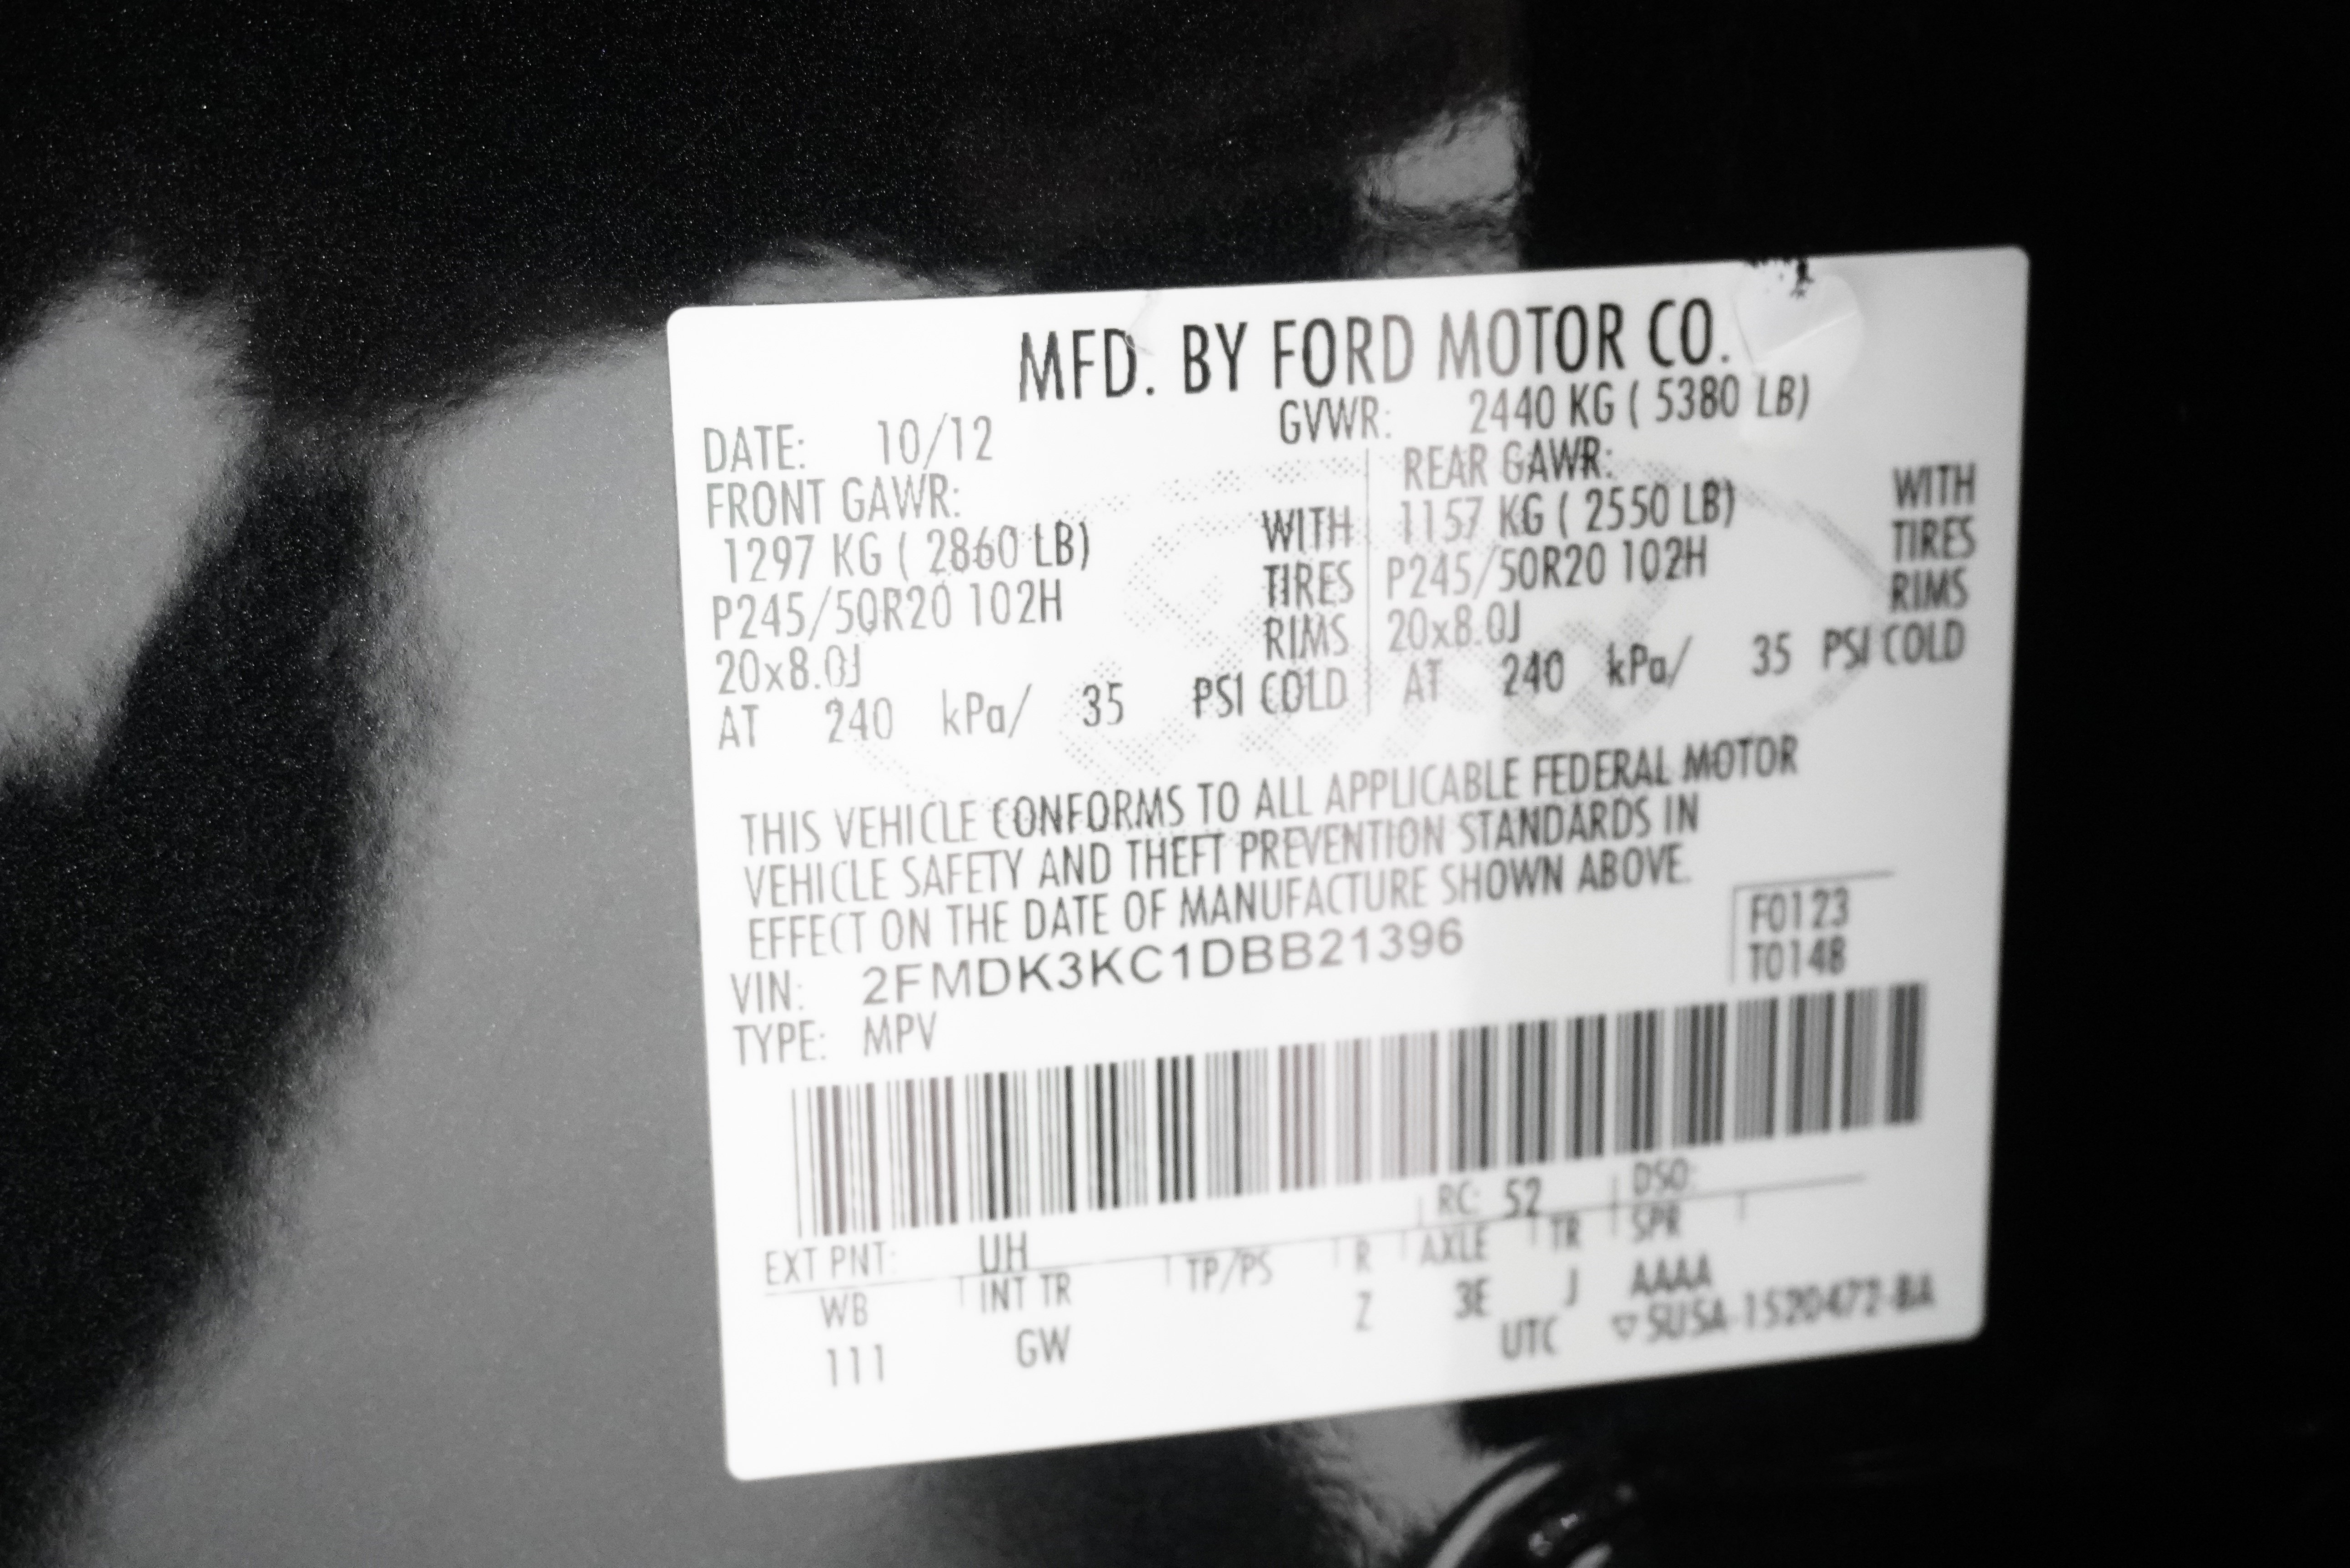 MFD. BY FORD MOTOR CO.
DATE: 10/12 GVWR: 2440 KG ( 5380 LB)
FRONT GAWR: REAR GAWR:
1297 KG ( 2860 LB) WITH 1157 KG ( 2550 LB) WITH
P245/50R20 102H TIRES P245/50R20 102H TIRES
20x8.0J RIMS 20x8.0J RIMS
AT 240 kPa/ 35 PSI COLD AT 240 kPa/ 35 PSI COLD
THIS VEHICLE CONFORMS TO ALL APPLICABLE FEDERAL MOTOR
VEHICLE SAFETY AND THEFT PREVENTION STANDARDS IN
EFFECT ON THE DATE OF MANUFACTURE SHOWN ABOVE.
VIN: 2FMDK3KC1DBB21396 F0123
TYPE: MPV T0148
EXT PNT: UH RC: 52 DSO:
WB INT TR TP/PS R AXLE TR SPR
111 GW Z 3E J AAAA
UTC ▽5U5A-1520472-BA